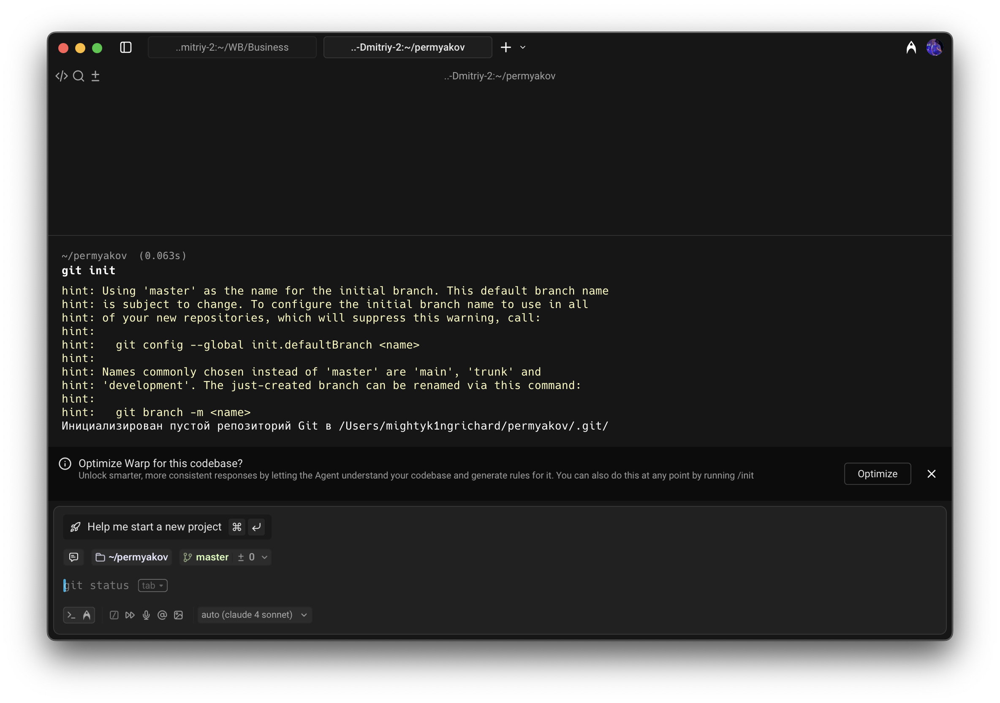 ..mitriy-2:~/WB/Business
..-Dmitriy-2:~/permyakov
..-Dmitriy-2:~/permyakov
~/permyakov (0.063s)
git init
hint: Using 'master' as the name for the initial branch. This default branch name
hint: is subject to change. To configure the initial branch name to use in all
hint: of your new repositories, which will suppress this warning, call:
hint:
hint:   git config --global init.defaultBranch <name>
hint:
hint: Names commonly chosen instead of 'master' are 'main', 'trunk' and
hint: 'development'. The just-created branch can be renamed via this command:
hint:
hint:   git branch -m <name>
Инициализирован пустой репозиторий Git в /Users/mightyk1ngrichard/permyakov/.git/
Optimize Warp for this codebase?
Unlock smarter, more consistent responses by letting the Agent understand your codebase and generate rules for it. You can also do this at any point by running /init
Optimize
Help me start a new project ⌘ ↵
~/permyakov master ± 0
git status tab
auto (claude 4 sonnet)